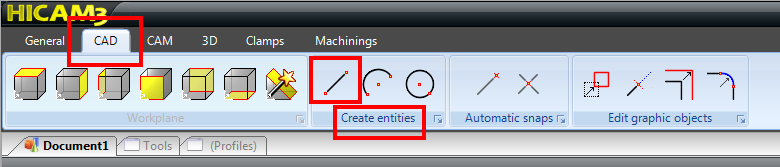 HICAM3
General CAD CAM 3D Clamps Machinings
Workplane Create entities Automatic snaps Edit graphic objects
Document1 Tools (Profiles)